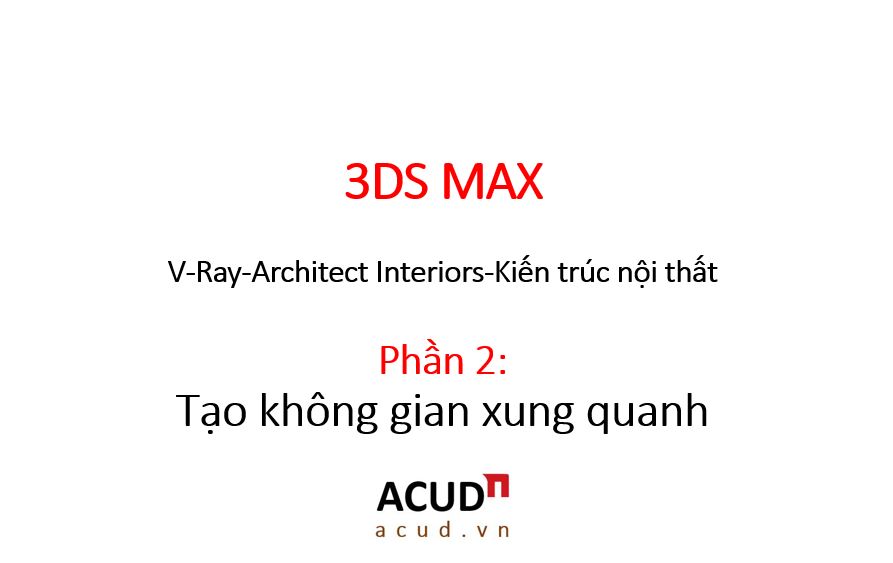 3DS MAX
V-Ray-Architect Interiors-Kiến trúc nội thất
Phần 2:
Tạo không gian xung quanh
ACUD
acud.vn